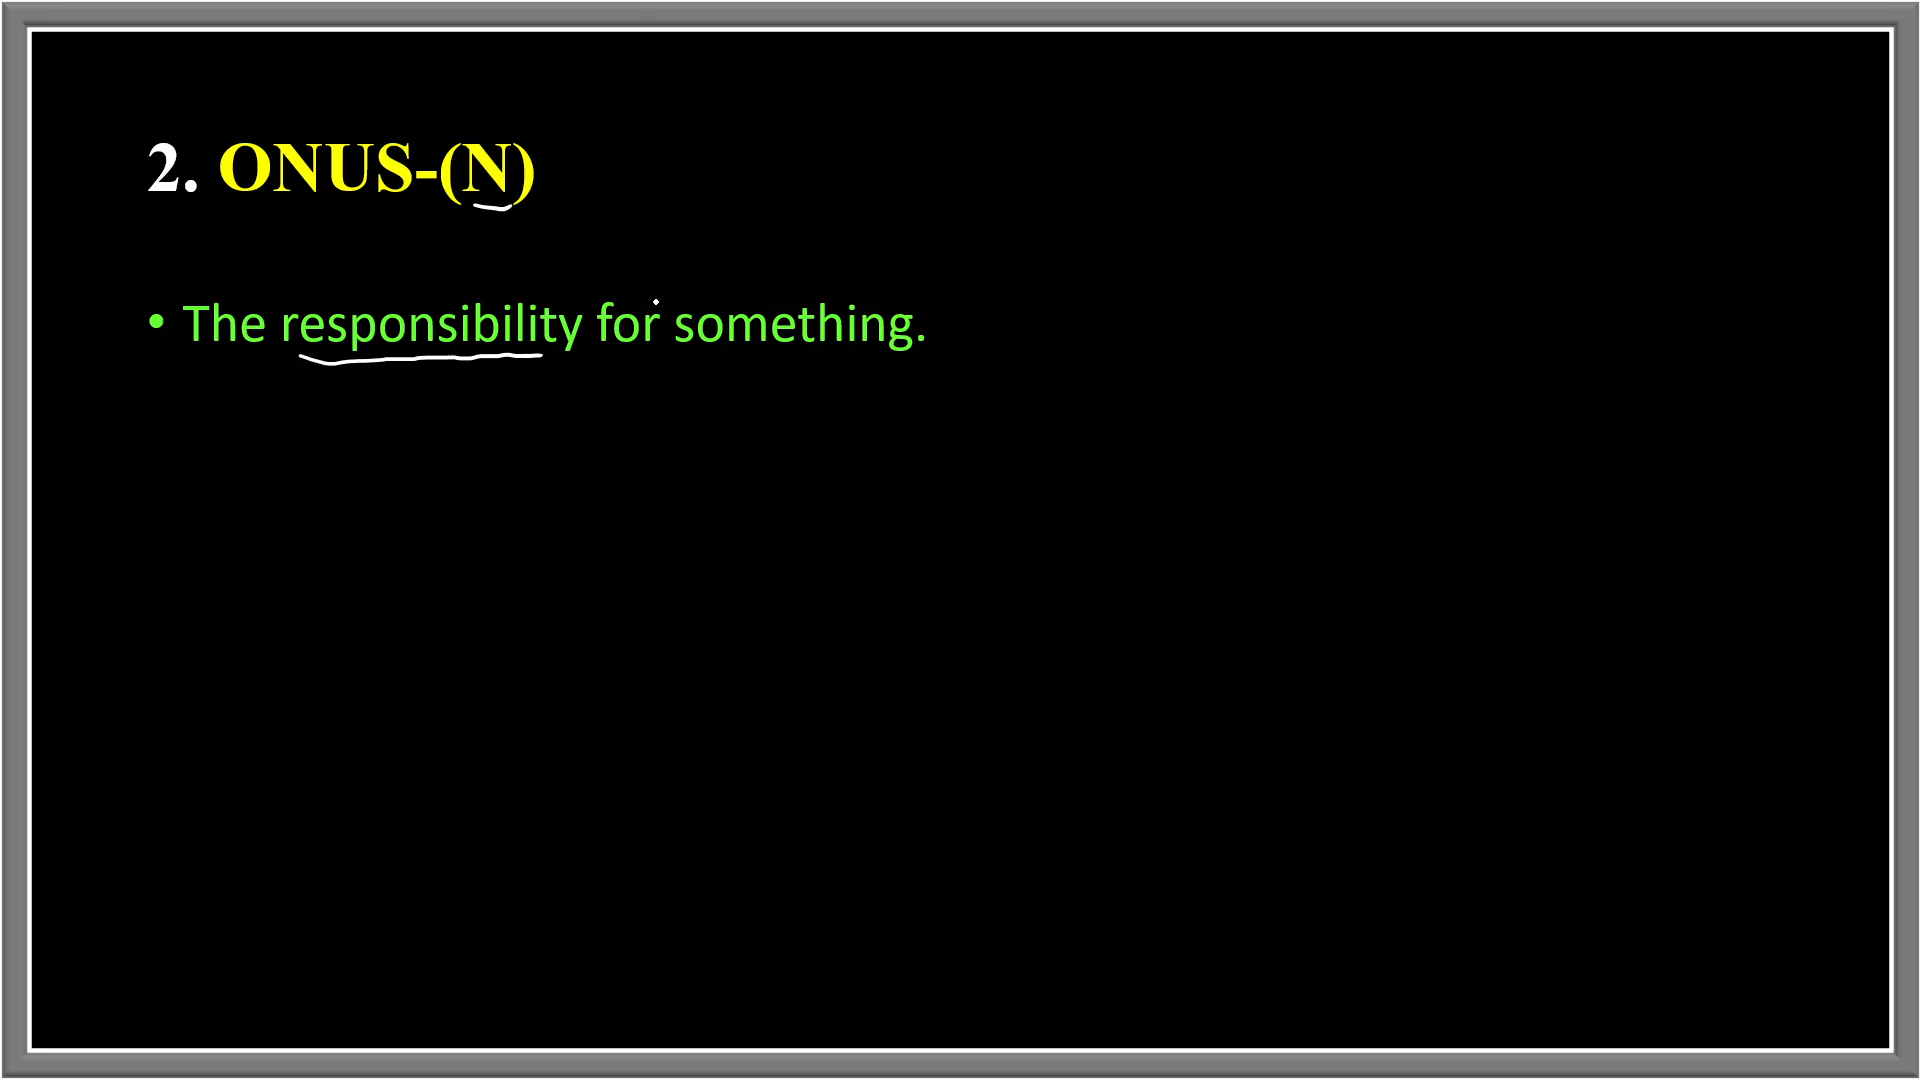 2. ONUS-(N)
• The responsibility for something.